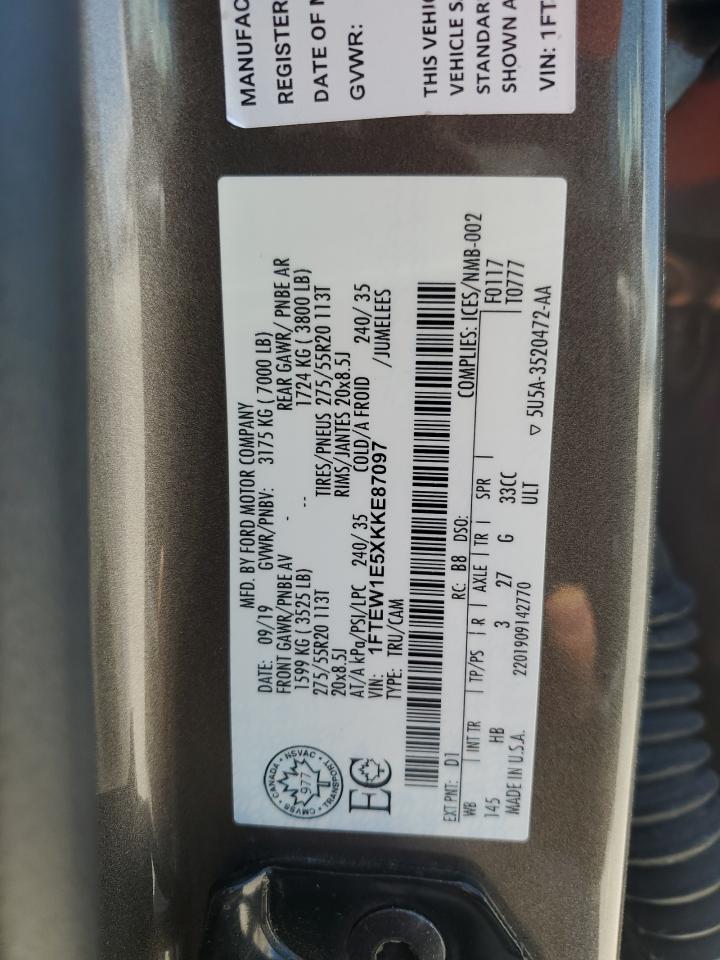 MANUFAC
REGISTER
DATE OF M
GVWR:
THIS VEHIC
VEHICLE S
STANDAR
SHOWN A
VIN: 1FT
MFD. BY FORD MOTOR COMPANY
DATE: 09/19 GVWR/PNBV: 3175 KG ( 7000 LB)
FRONT GAWR/PNBE AV - REAR GAWR/ PNBE AR
1599 KG ( 3525 LB) -- 1724 KG ( 3800 LB)
275/55R20 113T TIRES/PNEUS 275/55R20 113T
20x8.5J RIMS/JANTES 20x8.5J
AT/A kPa/PSI/LPC 240/ 35 COLD/A FROID 240/ 35
VIN: 1FTEW1E5XKKE87097 /JUMELEES
TYPE: TRU/CAM
CANADA • NSVAC • TRANSPORT • CMVSS
977
EC
EXT PNT: D1 RC: B8 DSO: COMPLIES: ICES/NMB-002
WB | INT TR | TP/PS | R | AXLE | TR | SPR | F0117
145 HB 3 27 G 33CC T0777
MADE IN U.S.A. 2201909142770 ULT ▽ 5U5A-3520472-AA